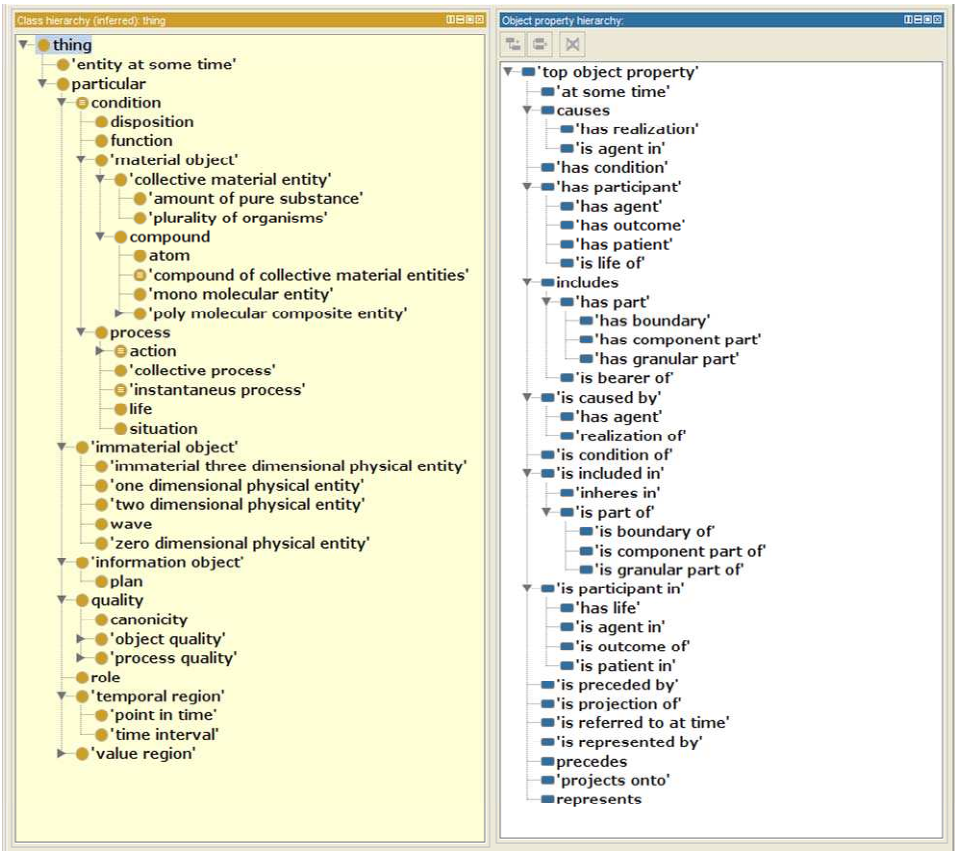 Class hierarchy (inferred): thing
thing
'entity at some time'
particular
condition
disposition
function
'material object'
'collective material entity'
'amount of pure substance'
'plurality of organisms'
compound
atom
'compound of collective material entities'
'mono molecular entity'
'poly molecular composite entity'
process
action
'collective process'
'instantaneus process'
life
situation
'immaterial object'
'immaterial three dimensional physical entity'
'one dimensional physical entity'
'two dimensional physical entity'
wave
'zero dimensional physical entity'
'information object'
plan
quality
canonicity
'object quality'
'process quality'
role
'temporal region'
'point in time'
'time interval'
'value region'
Object property hierarchy:
'top object property'
'at some time'
causes
'has realization'
'is agent in'
'has condition'
'has participant'
'has agent'
'has outcome'
'has patient'
'is life of'
includes
'has part'
'has boundary'
'has component part'
'has granular part'
'is bearer of'
'is caused by'
'has agent'
'realization of'
'is condition of'
'is included in'
'inheres in'
'is part of'
'is boundary of'
'is component part of'
'is granular part of'
'is participant in'
'has life'
'is agent in'
'is outcome of'
'is patient in'
'is preceded by'
'is projection of'
'is referred to at time'
'is represented by'
precedes
'projects onto'
represents